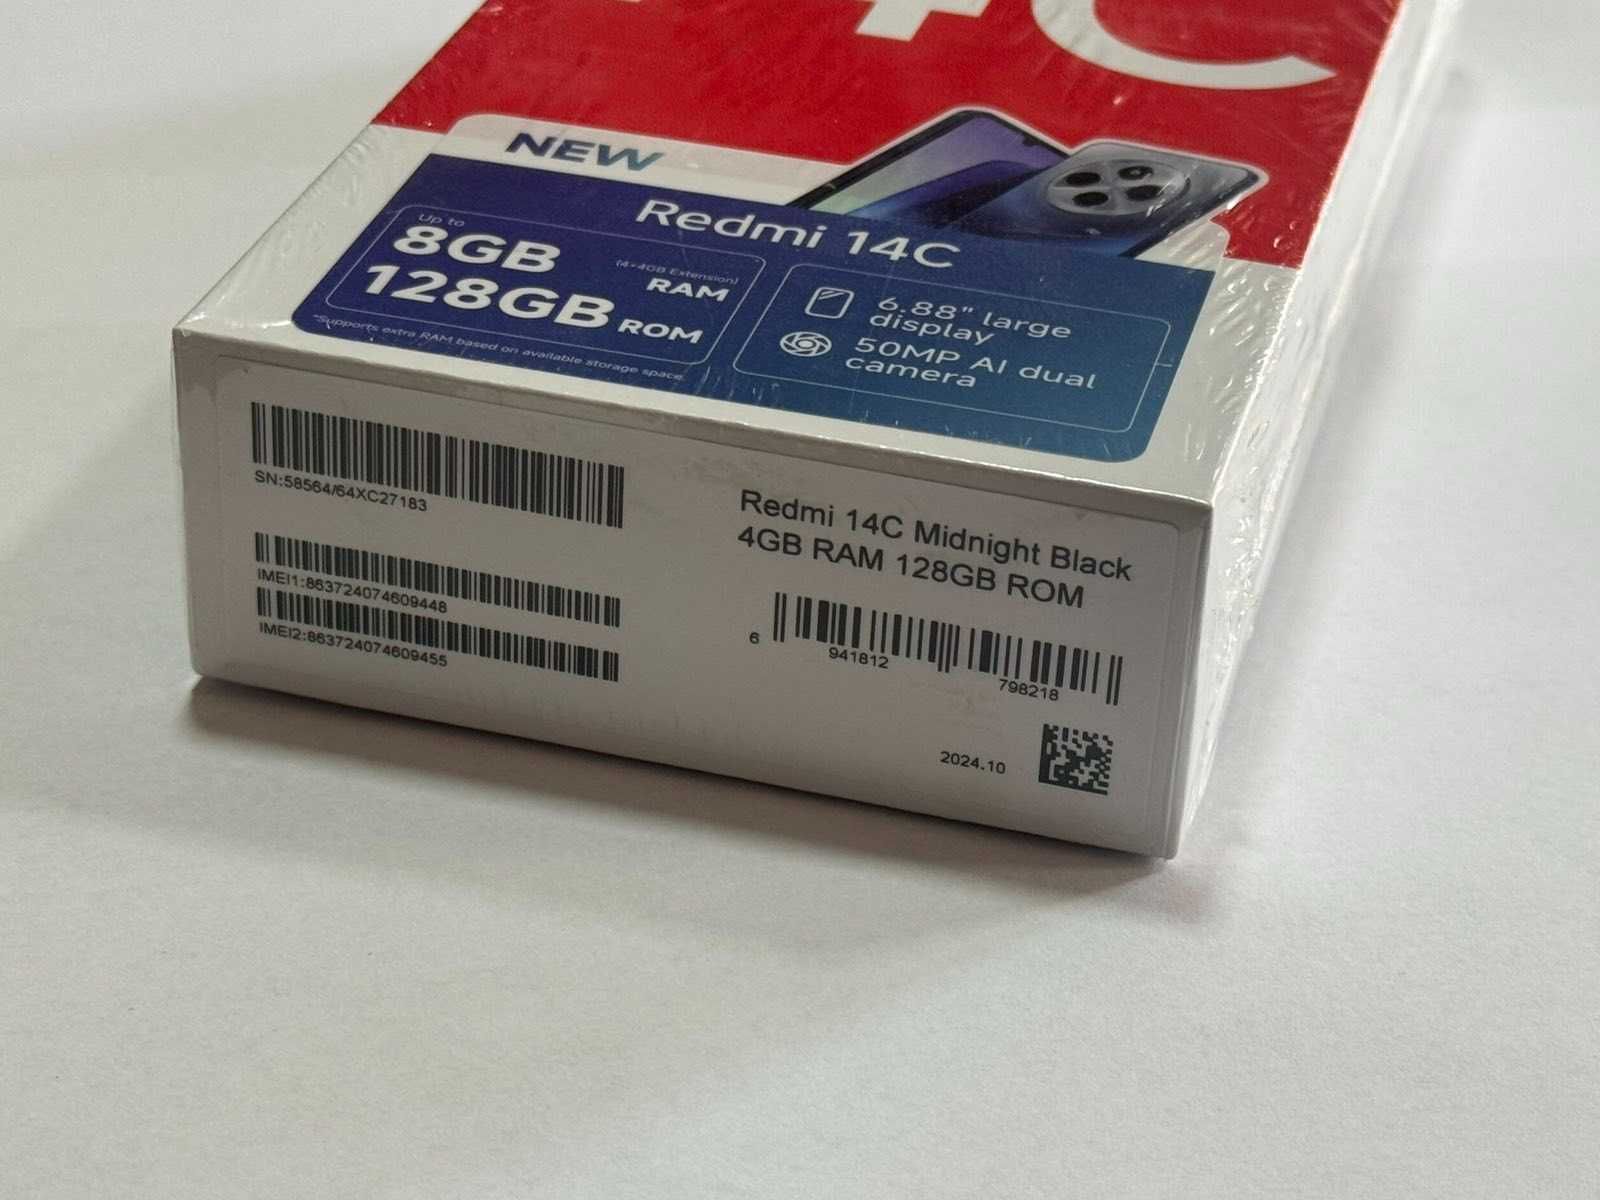 14C
NEW
Redmi 14C
Up to
8GB
(4+4GB Extension)
RAM
128GB ROM
*Supports extra RAM based on available storage space.
6.88" large
display
50MP AI dual
camera
SN:58564/64XC27183
IMEI1:863724074609448
IMEI2:863724074609455
Redmi 14C Midnight Black
4GB RAM 128GB ROM
6 941812 798218
2024.10